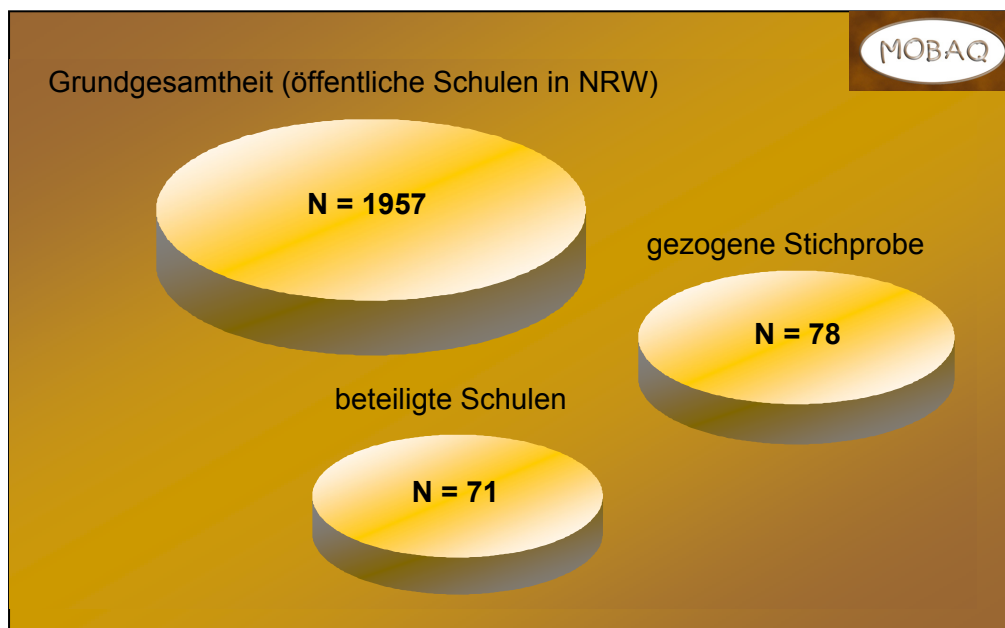 MOBAQ
Grundgesamtheit (öffentliche Schulen in NRW)
N = 1957
gezogene Stichprobe
N = 78
beteiligte Schulen
N = 71